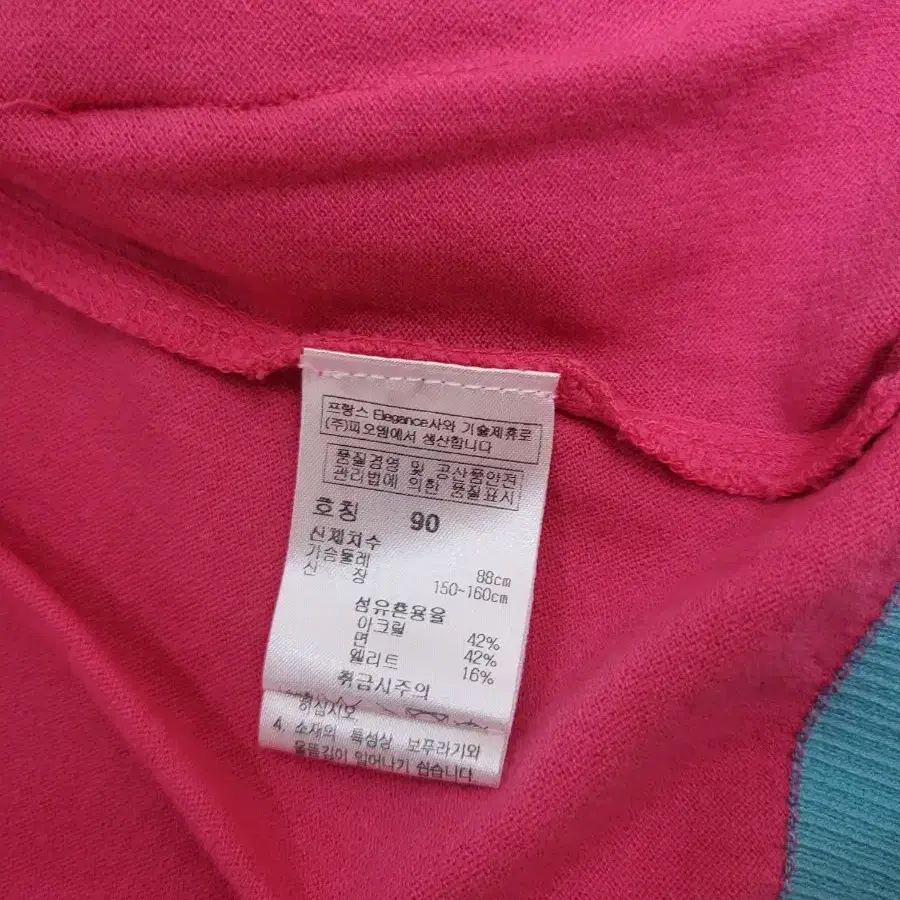 프랑스 Elegance사와 기술제휴로
(주)피오엠에서 생산합니다
품질경영 및 공산품안전
관리법에 의한 품질표시
호칭 90
신체치수
가슴둘레 88cm
신 장 150~160cm
섬유혼용율
아크릴 42%
면 42%
엘리트 16%
취급시주의
하십시오.
4. 소재의 특성상 보푸라기와
올뜯김이 일어나기 쉽습니다.